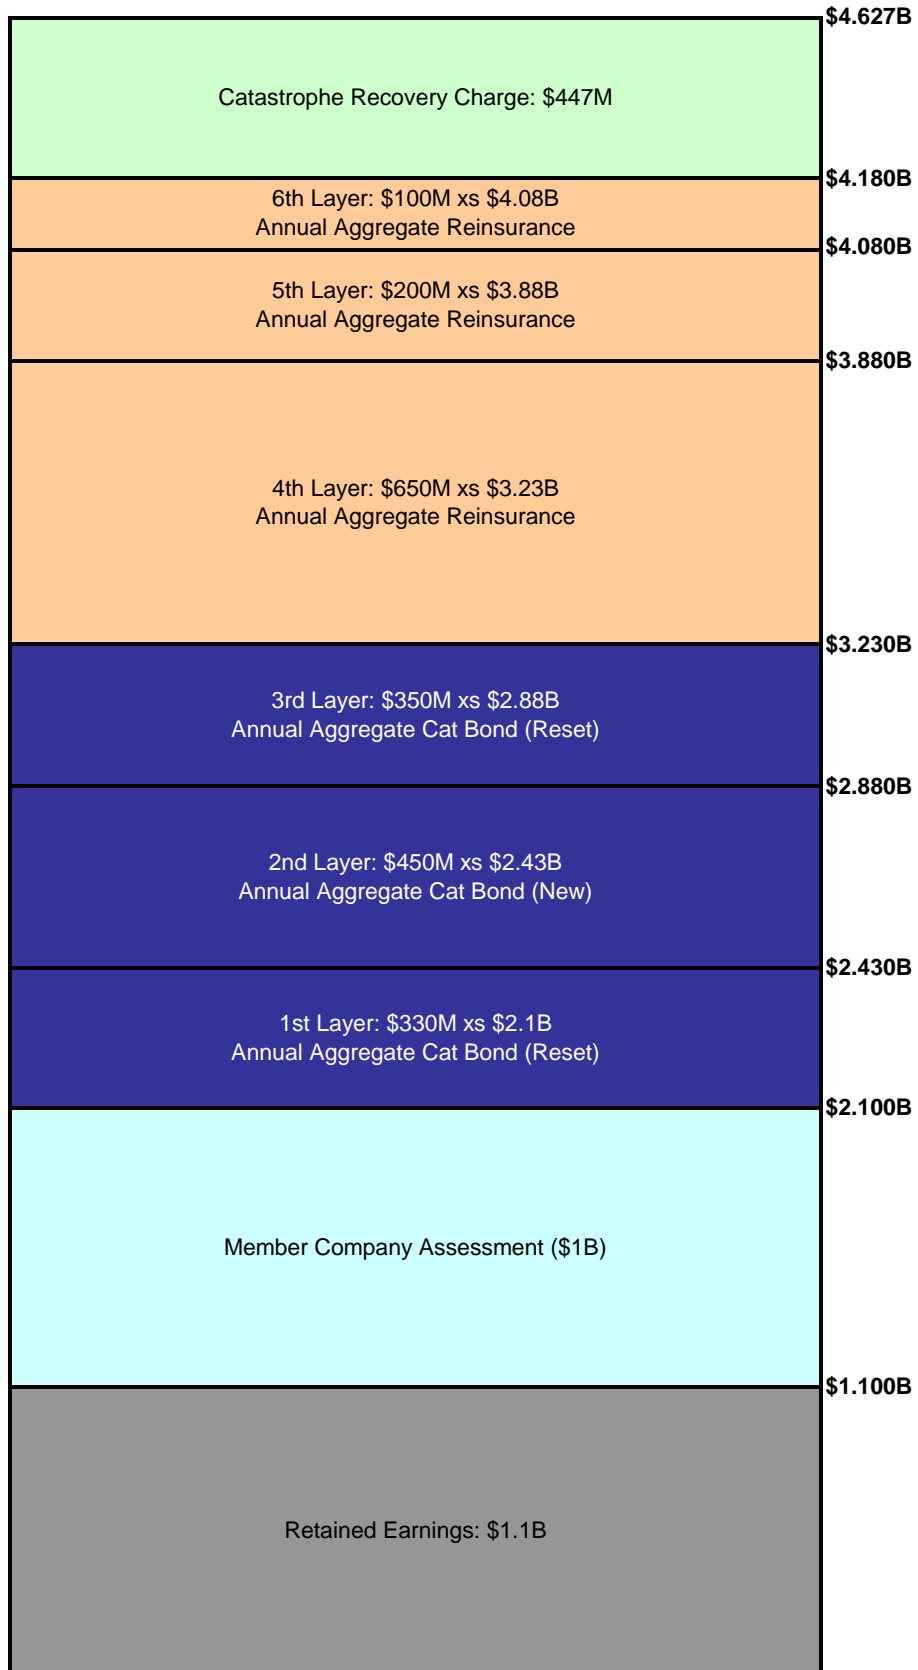 $4.627B
Catastrophe Recovery Charge: $447M
$4.180B
6th Layer: $100M xs $4.08B
Annual Aggregate Reinsurance
$4.080B
5th Layer: $200M xs $3.88B
Annual Aggregate Reinsurance
$3.880B
4th Layer: $650M xs $3.23B
Annual Aggregate Reinsurance
$3.230B
3rd Layer: $350M xs $2.88B
Annual Aggregate Cat Bond (Reset)
$2.880B
2nd Layer: $450M xs $2.43B
Annual Aggregate Cat Bond (New)
$2.430B
1st Layer: $330M xs $2.1B
Annual Aggregate Cat Bond (Reset)
$2.100B
Member Company Assessment ($1B)
$1.100B
Retained Earnings: $1.1B